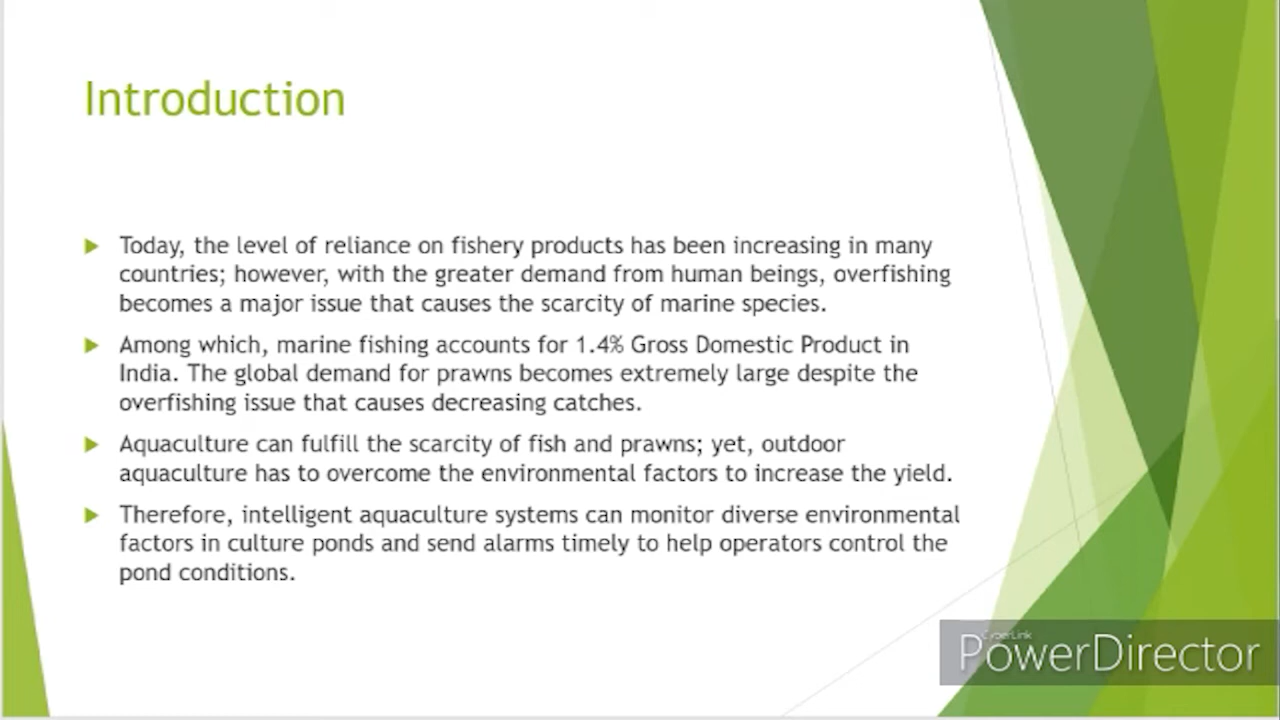 Introduction
Today, the level of reliance on fishery products has been increasing in many
countries; however, with the greater demand from human beings, overfishing
becomes a major issue that causes the scarcity of marine species.
Among which, marine fishing accounts for 1.4% Gross Domestic Product in
India. The global demand for prawns becomes extremely large despite the
overfishing issue that causes decreasing catches.
Aquaculture can fulfill the scarcity of fish and prawns; yet, outdoor
aquaculture has to overcome the environmental factors to increase the yield.
Therefore, intelligent aquaculture systems can monitor diverse environmental
factors in culture ponds and send alarms timely to help operators control the
pond conditions.
CyberLink
PowerDirector